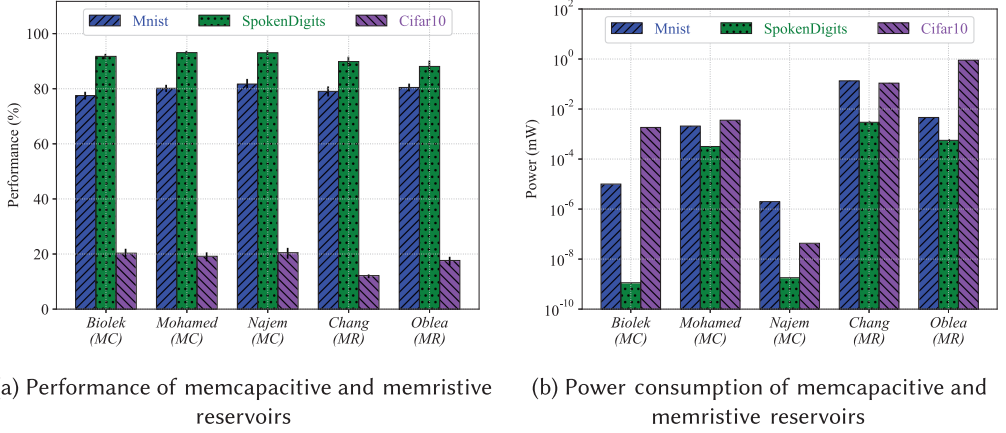 Mnist SpokenDigits Cifar10
Performance (%)
100
80
60
40
20
0
Biolek (MC)
Mohamed (MC)
Najem (MC)
Chang (MR)
Oblea (MR)
a) Performance of memcapacitive and memristive
reservoirs
Mnist SpokenDigits Cifar10
Power (mW)
10^2
10^0
10^-2
10^-4
10^-6
10^-8
10^-10
Biolek (MC)
Mohamed (MC)
Najem (MC)
Chang (MR)
Oblea (MR)
(b) Power consumption of memcapacitive and
memristive reservoirs